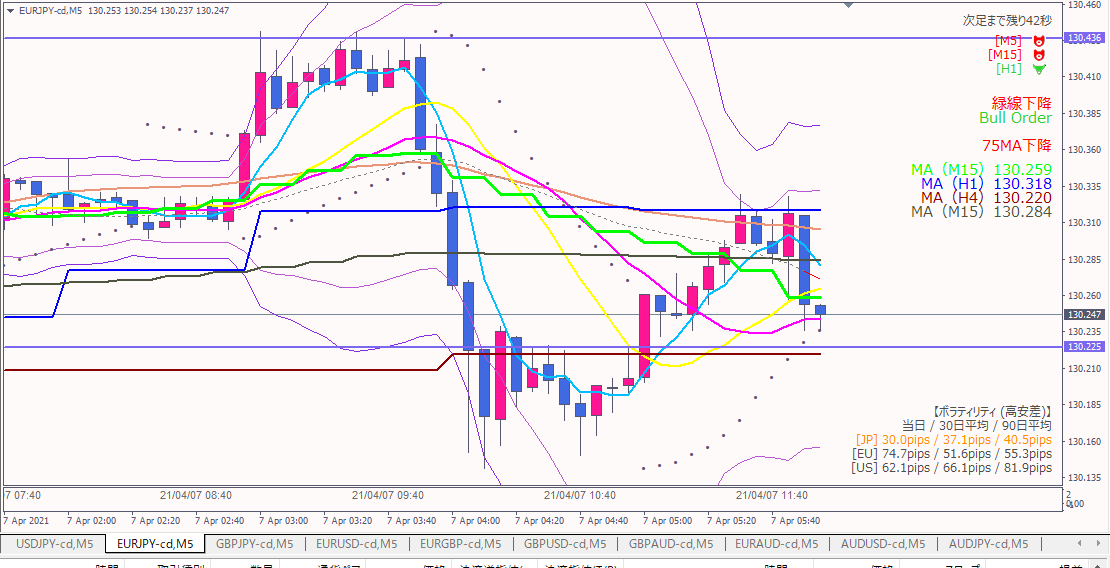 EURJPY-cd,M5 130.253 130.254 130.237 130.247
次足まで残り42秒
[M5]
[M15]
[H1]
緑線下降
Bull Order
75MA下降
MA（M15）130.259
MA（H1）130.318
MA（H4）130.220
MA（M15）130.284
130.460
130.436
130.410
130.385
130.360
130.335
130.310
130.285
130.260
130.247
130.235
130.225
130.210
130.185
130.160
130.135
【ボラティリティ (高安差)】
当日 / 30日平均 / 90日平均
[JP] 30.0pips / 37.1pips / 40.5pips
[EU] 74.7pips / 51.6pips / 55.3pips
[US] 62.1pips / 66.1pips / 81.9pips
07 07:40 21/04/07 08:40 21/04/07 09:40 21/04/07 10:40 21/04/07 11:40
7 Apr 2021 7 Apr 02:00 7 Apr 02:20 7 Apr 02:40 7 Apr 03:00 7 Apr 03:20 7 Apr 03:40 7 Apr 04:00 7 Apr 04:20 7 Apr 04:40 7 Apr 05:00 7 Apr 05:20 7 Apr 05:40
USDJPY-cd,M5 EURJPY-cd,M5 GBPJPY-cd,M5 EURUSD-cd,M5 EURGBP-cd,M5 GBPUSD-cd,M5 GBPAUD-cd,M5 EURAUD-cd,M5 AUDUSD-cd,M5 AUDJPY-cd,M5